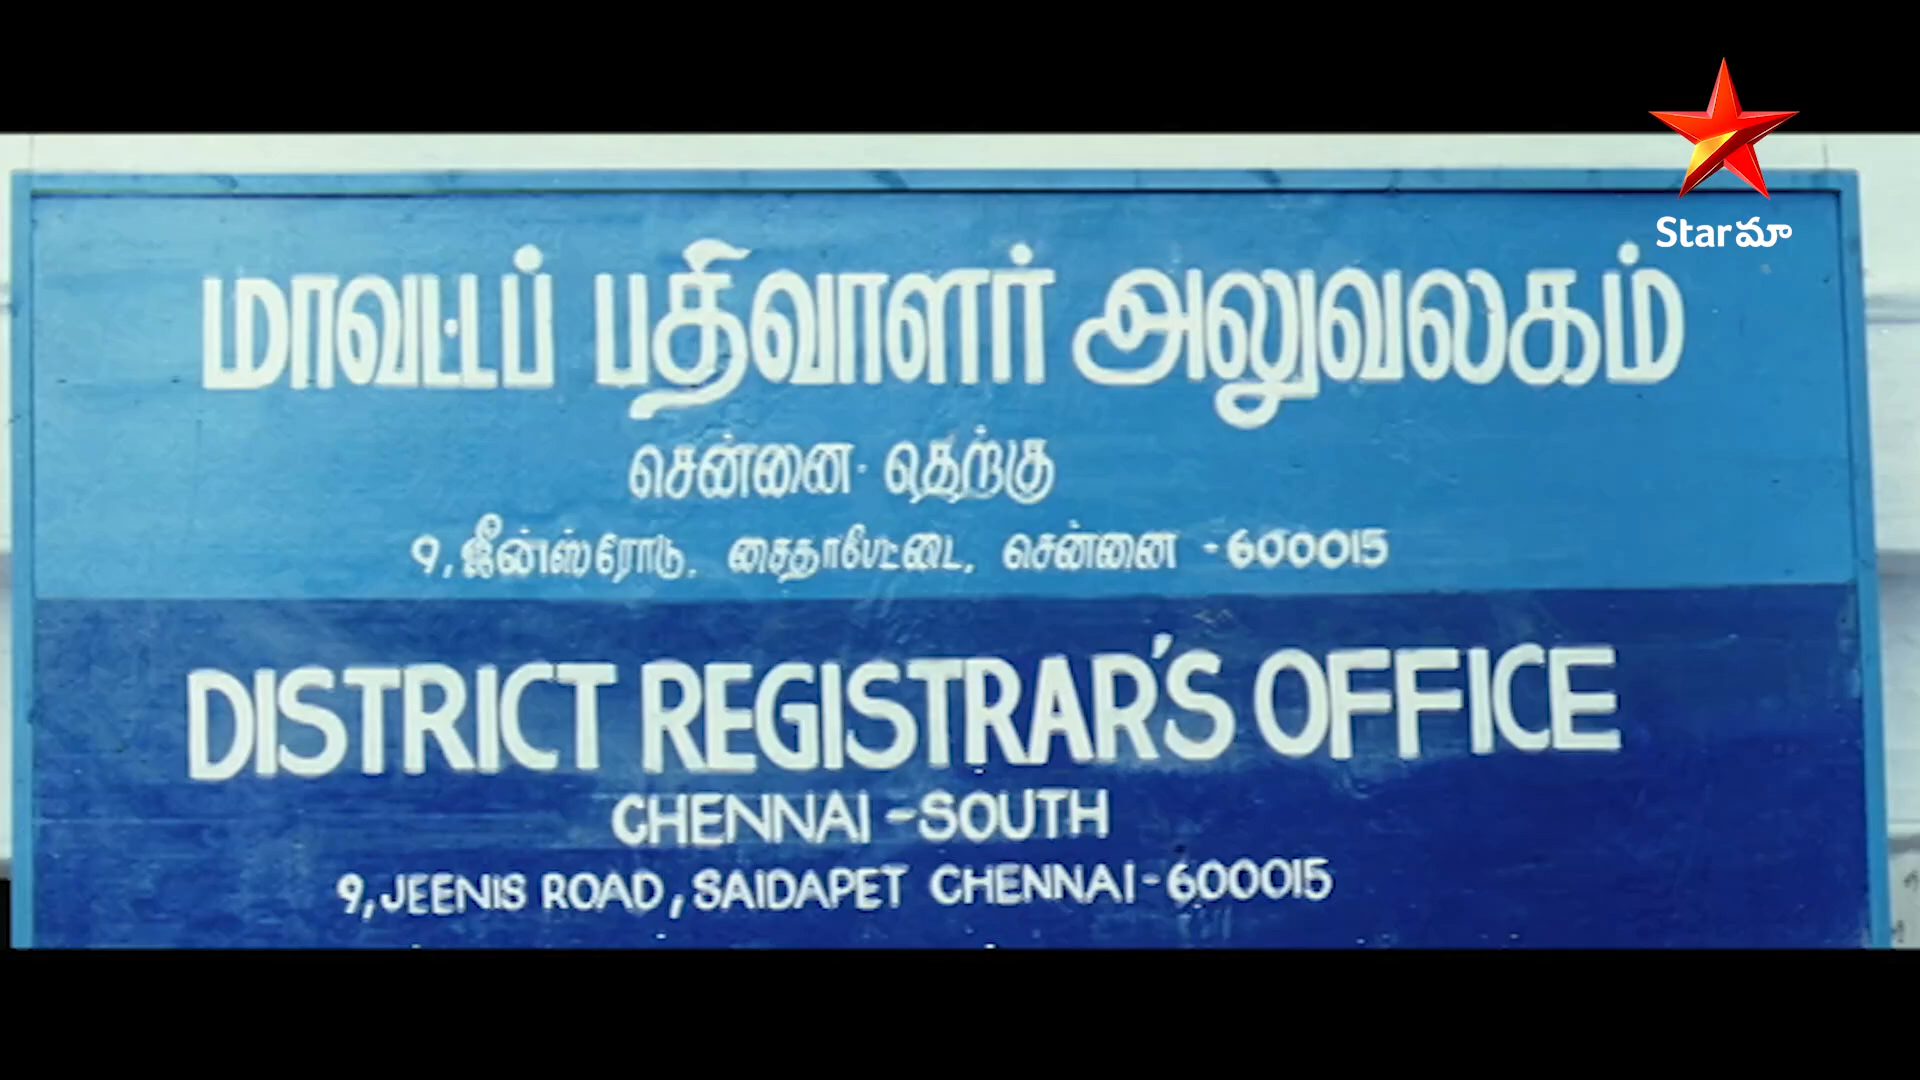 Starమా
மாவட்டப் பதிவாளர் அலுவலகம்
சென்னை - தெற்கு
9, ஜீன்ஸ் ரோடு, சைதாபேட்டை, சென்னை - 600015
DISTRICT REGISTRAR'S OFFICE
CHENNAI - SOUTH
9, JEENIS ROAD, SAIDAPET CHENNAI - 600015